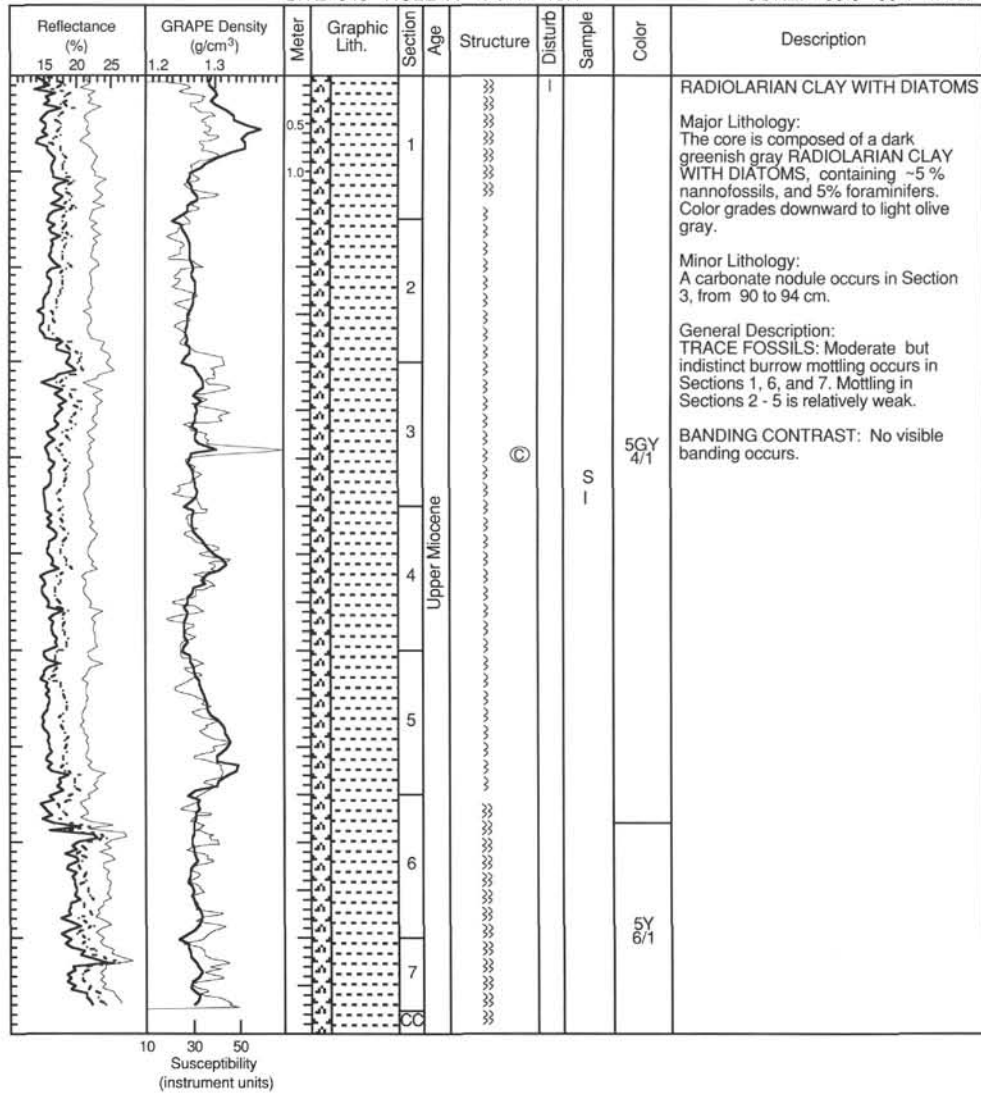 Reflectance
(%)
15 20 25
GRAPE Density
(g/cm³)
1.2 1.3
Meter
Graphic
Lith.
Section
Age
Structure
Disturb
Sample
Color
Description
0.5
1.0
1
2
3
4
5
6
7
CC
Upper Miocene
I
©
S
I
5GY
4/1
5Y
6/1
RADIOLARIAN CLAY WITH DIATOMS
Major Lithology:
The core is composed of a dark
greenish gray RADIOLARIAN CLAY
WITH DIATOMS, containing ~5 %
nannofossils, and 5% foraminifers.
Color grades downward to light olive
gray.
Minor Lithology:
A carbonate nodule occurs in Section
3, from 90 to 94 cm.
General Description:
TRACE FOSSILS: Moderate but
indistinct burrow mottling occurs in
Sections 1, 6, and 7. Mottling in
Sections 2 - 5 is relatively weak.
BANDING CONTRAST: No visible
banding occurs.
10 30 50
Susceptibility
(instrument units)